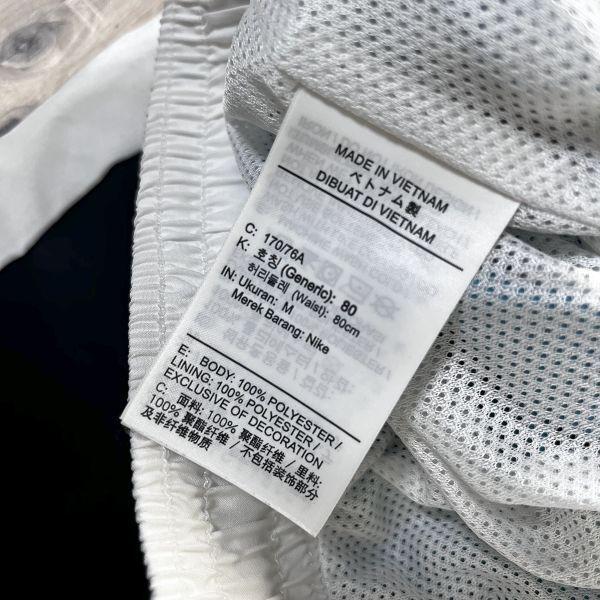 MADE IN VIETNAM
ベトナム製
DIBUAT DI VIETNAM
C: 170/76A
K: 호칭 (Generic): 80
허리둘레 (Waist): 80cm
IN: Ukuran: M
Merek Barang: Nike
E: BODY: 100% POLYESTER /
LINING: 100% POLYESTER /
EXCLUSIVE OF DECORATION
C: 面料: 100% 聚酯纤维 / 里料:
100% 聚酯纤维 / 不包括装饰部分
及非纤维物质